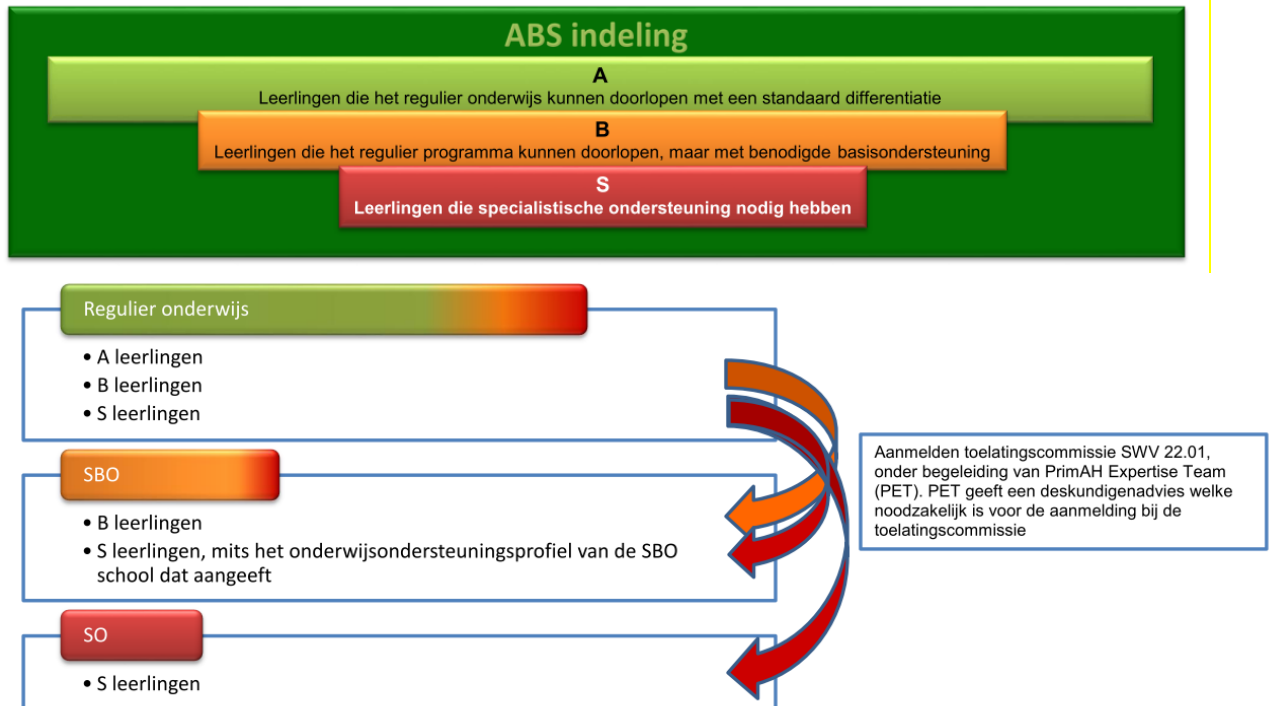 ABS indeling
A
Leerlingen die het regulier onderwijs kunnen doorlopen met een standaard differentiatie
B
Leerlingen die het regulier programma kunnen doorlopen, maar met benodigde basisondersteuning
S
Leerlingen die specialistische ondersteuning nodig hebben
Regulier onderwijs
• A leerlingen
• B leerlingen
• S leerlingen
SBO
• B leerlingen
• S leerlingen, mits het onderwijsondersteuningsprofiel van de SBO
school dat aangeeft
SO
• S leerlingen
Aanmelden toelatingscommissie SWV 22.01,
onder begeleiding van PrimAH Expertise Team
(PET). PET geeft een deskundigenadvies welke
noodzakelijk is voor de aanmelding bij de
toelatingscommissie